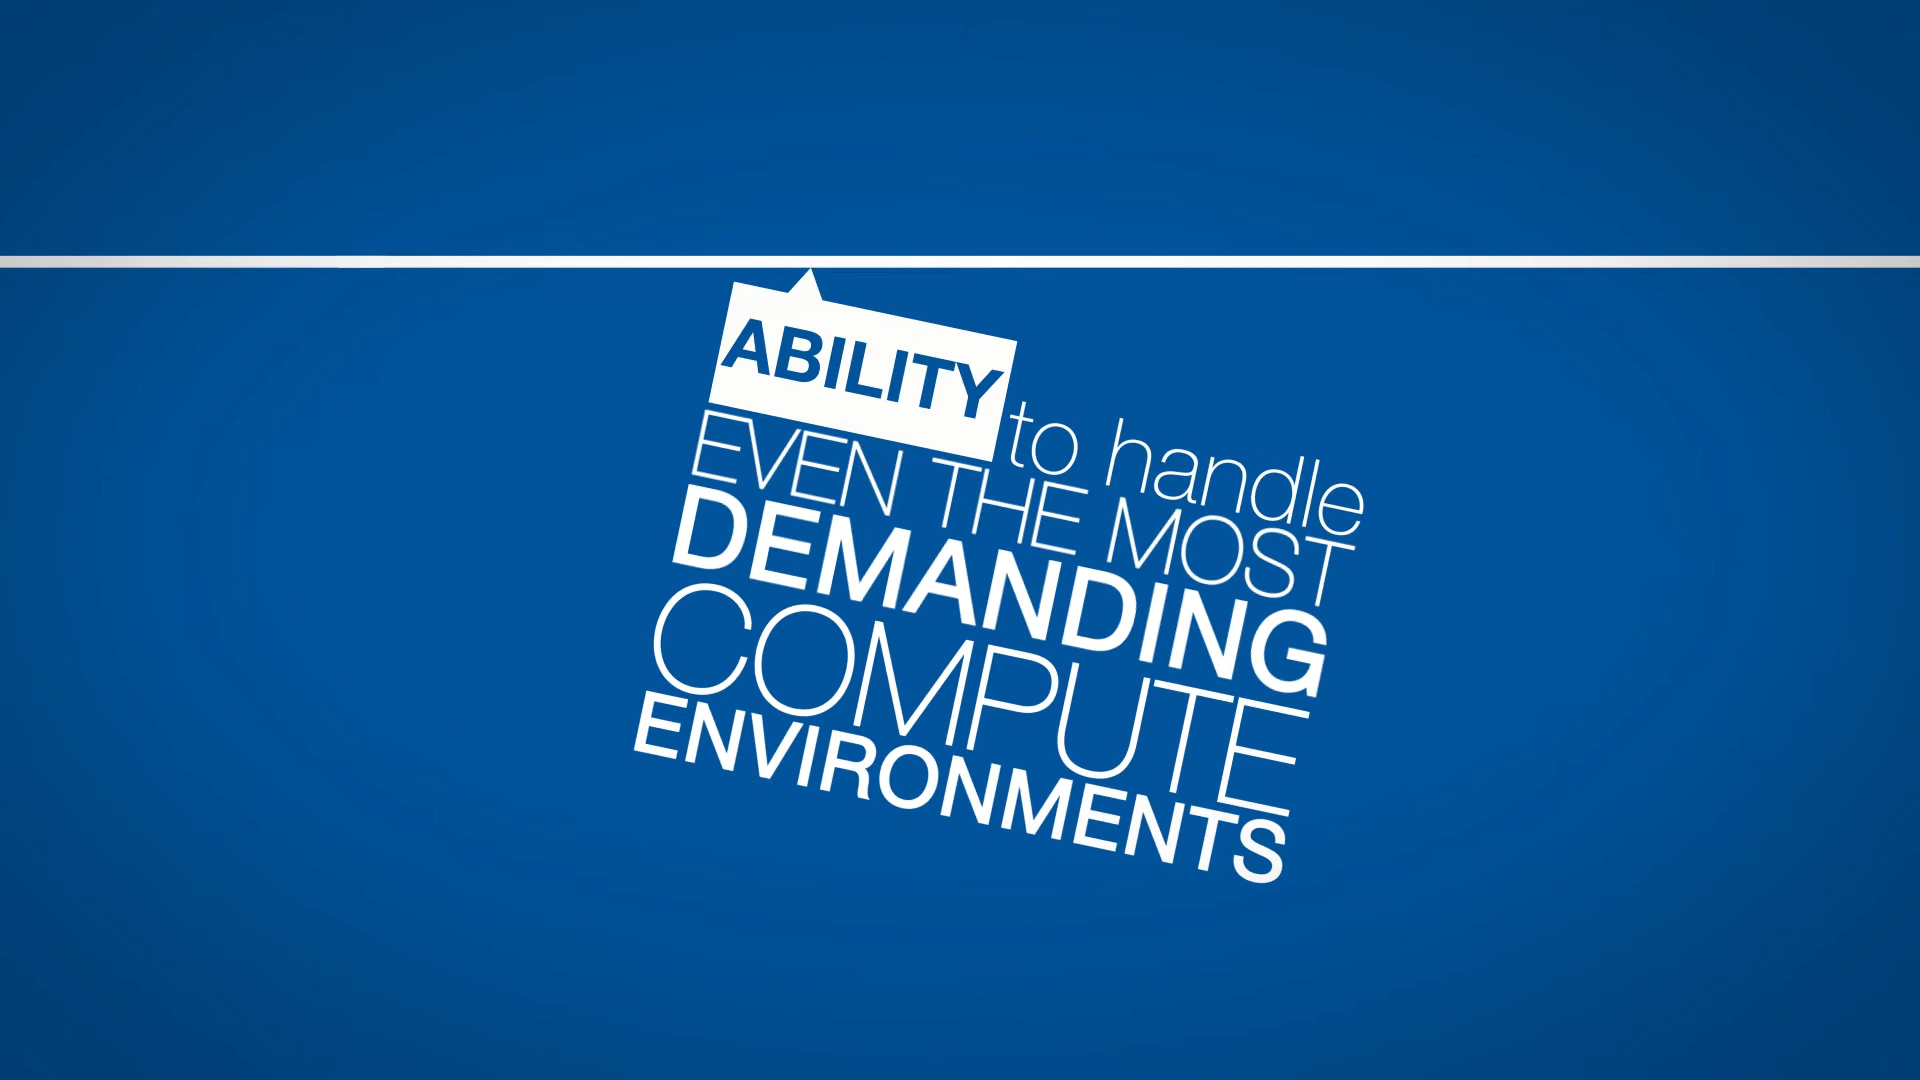 ABILITY to handle
EVEN THE MOST
DEMANDING
COMPUTE
ENVIRONMENTS